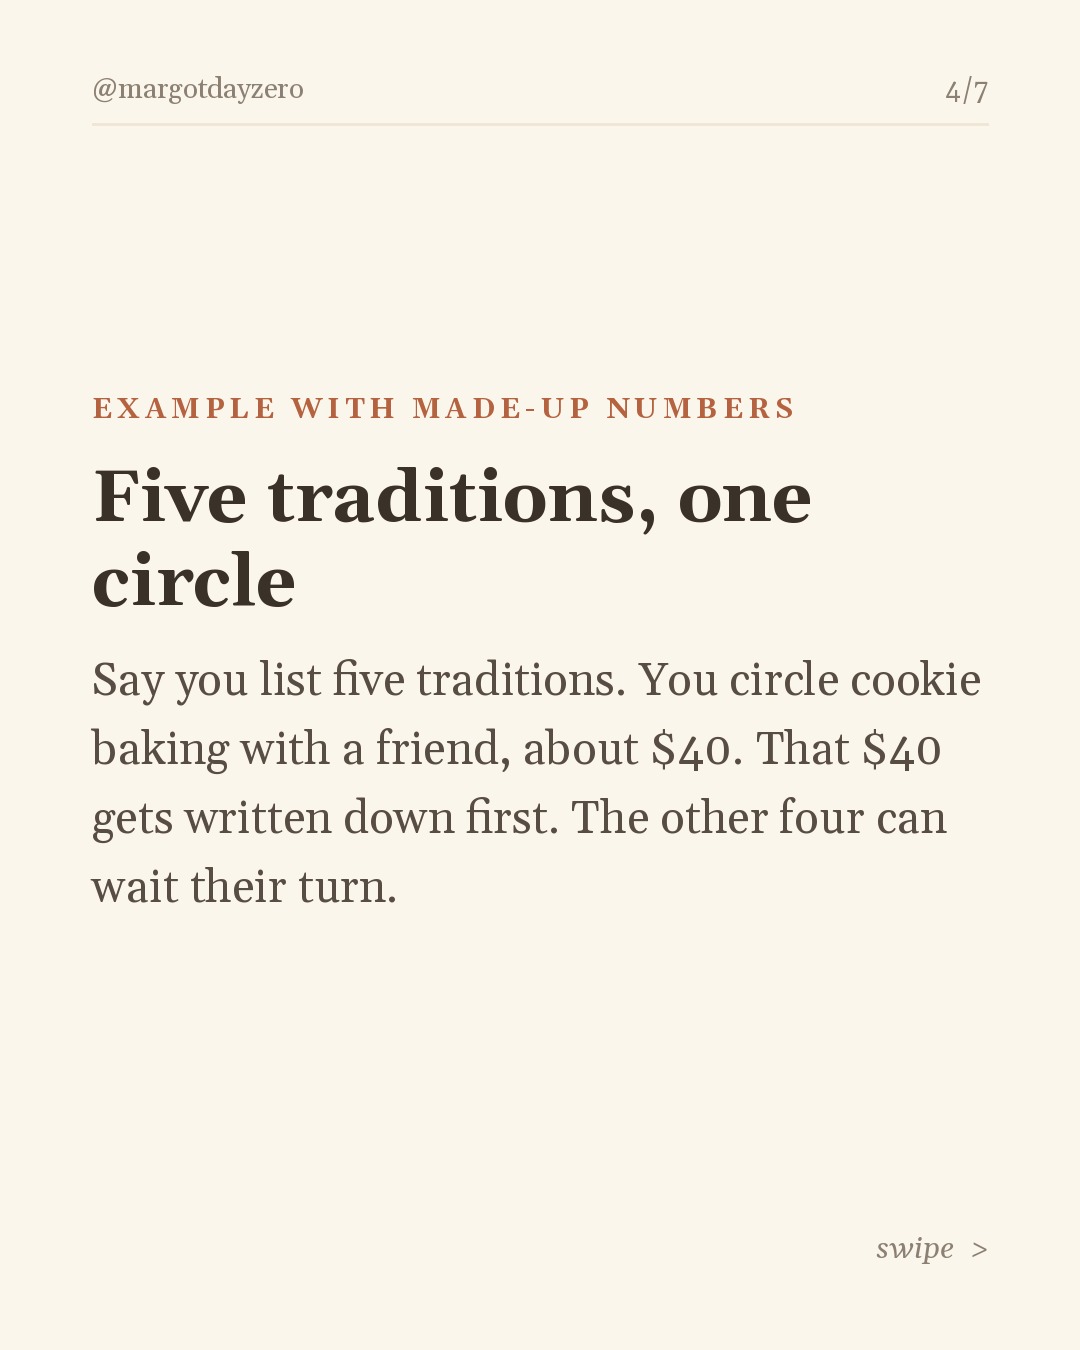 @margotdayzero
4/7
EXAMPLE WITH MADE-UP NUMBERS
Five traditions, one
circle
Say you list five traditions. You circle cookie
baking with a friend, about $40. That $40
gets written down first. The other four can
wait their turn.
swipe >